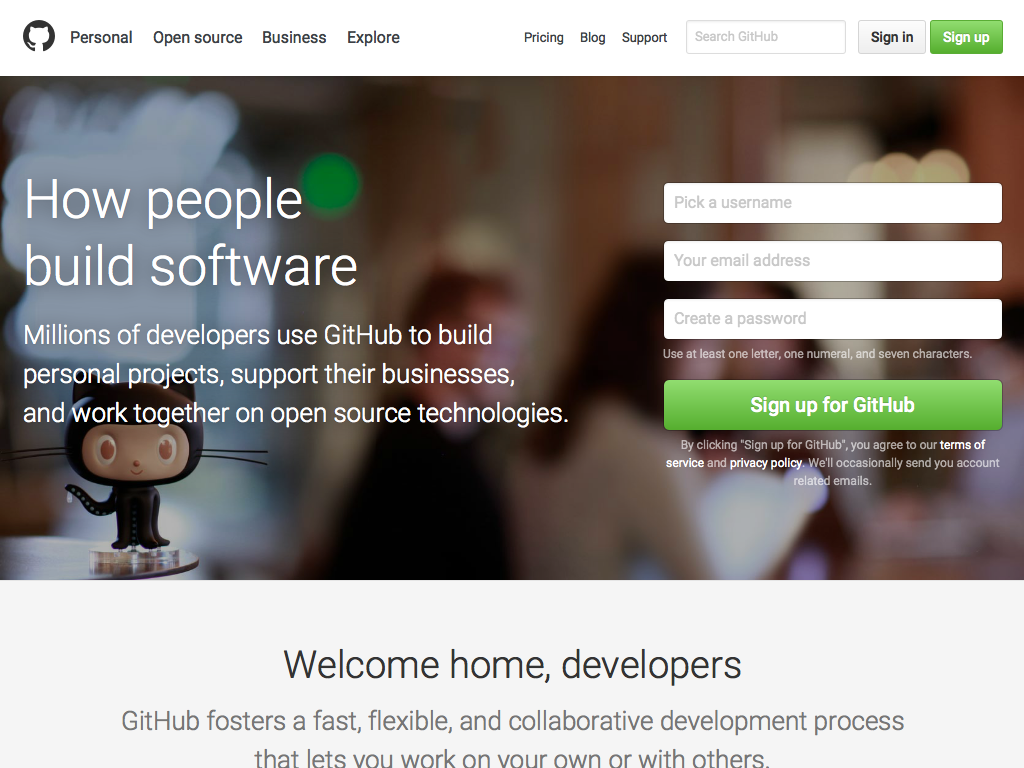 Personal Open source Business Explore Pricing Blog Support Search GitHub Sign in Sign up
How people
build software
Millions of developers use GitHub to build
personal projects, support their businesses,
and work together on open source technologies.
Pick a username
Your email address
Create a password
Use at least one letter, one numeral, and seven characters.
Sign up for GitHub
By clicking "Sign up for GitHub", you agree to our terms of
service and privacy policy. We'll occasionally send you account
related emails.
Welcome home, developers
GitHub fosters a fast, flexible, and collaborative development process
that lets you work on your own or with others.